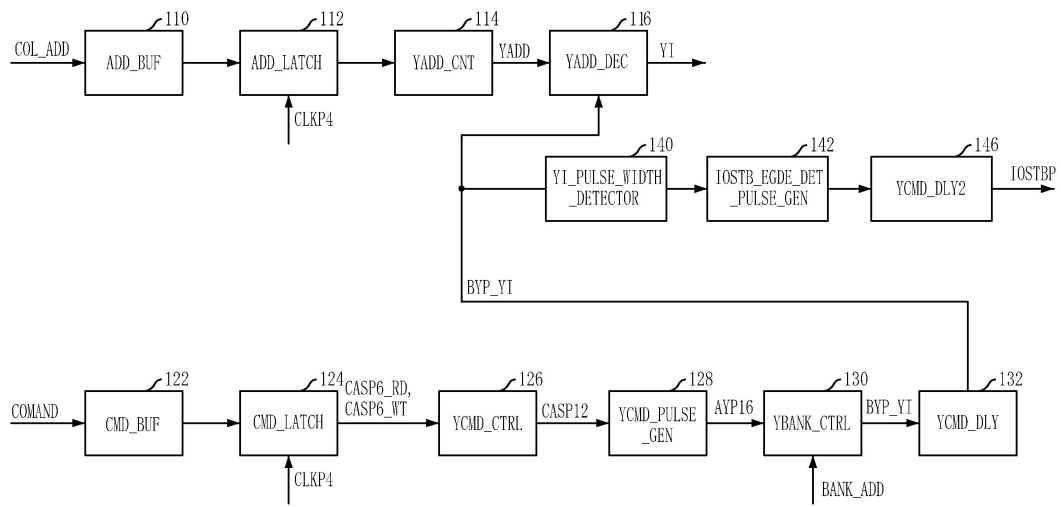 110
112
114
116
COL_ADD
ADD_BUF
ADD_LATCH
YADD_CNT
YADD
YADD_DEC
YI
CLKP4
140
142
146
YI_PULSE_WIDTH
_DETECTOR
IOSTB_EGDE_DET
_PULSE_GEN
YCMD_DLY2
IOSTBP
BYP_YI
122
124
126
128
130
132
COMAND
CMD_BUF
CMD_LATCH
CASP6_RD,
CASP6_WT
YCMD_CTRL
CASP12
YCMD_PULSE
_GEN
AYP16
YBANK_CTRL
BYP_YI
YCMD_DLY
CLKP4
BANK_ADD